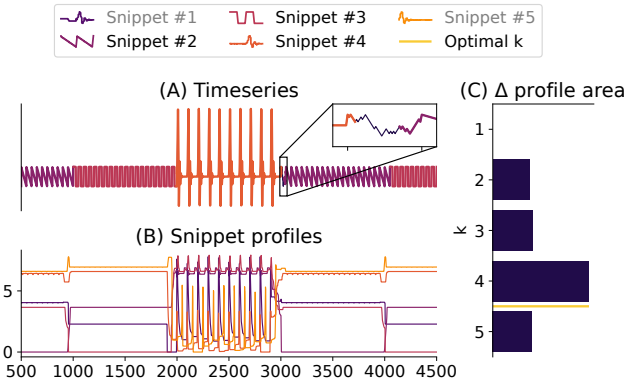 Snippet #1 Snippet #3 Snippet #5
Snippet #2 Snippet #4 Optimal k
(A) Timeseries
(C) Δ profile area
1
2
3
4
5
k
(B) Snippet profiles
5
0
500 1000 1500 2000 2500 3000 3500 4000 4500